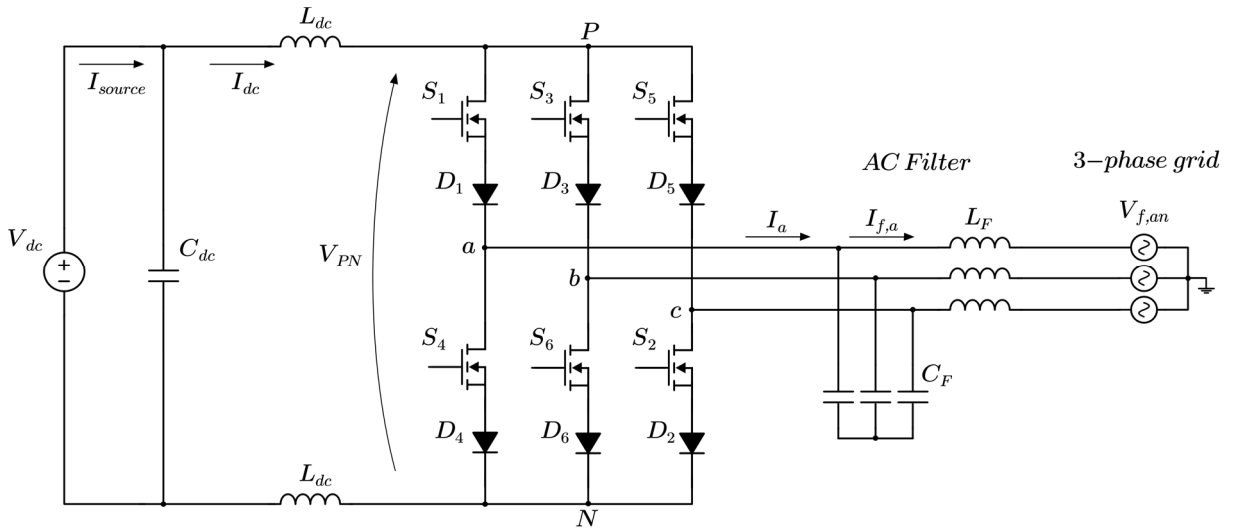 L_dc
P
I_source
I_dc
S_1
S_3
S_5
AC Filter
3-phase grid
D_1
D_3
D_5
I_a
I_f,a
L_F
V_f,an
V_dc
+
−
C_dc
V_PN
a
b
c
S_4
S_6
S_2
C_F
D_4
D_6
D_2
L_dc
N